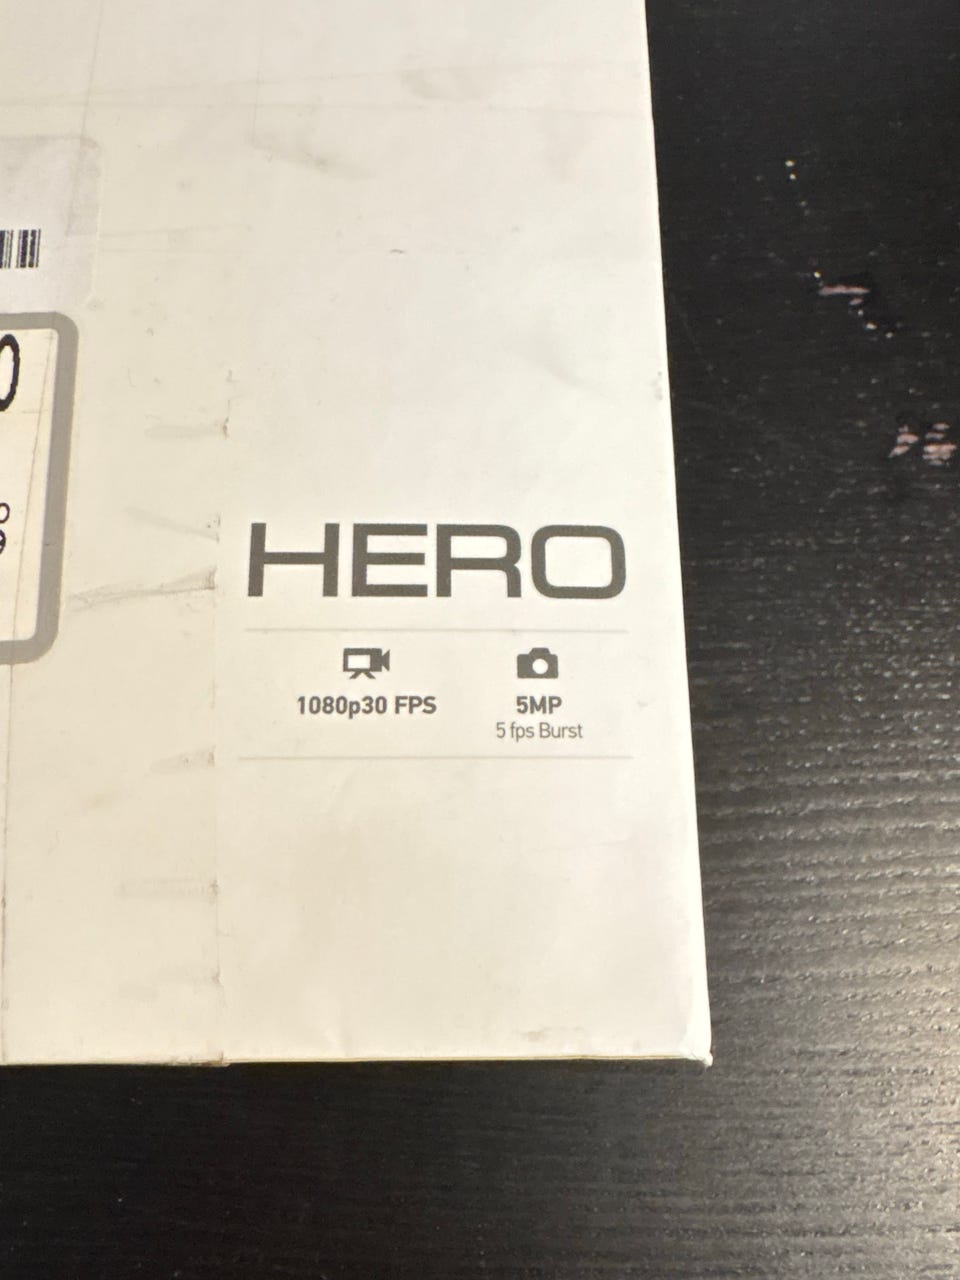 HERO
1080p30 FPS
5MP
5 fps Burst